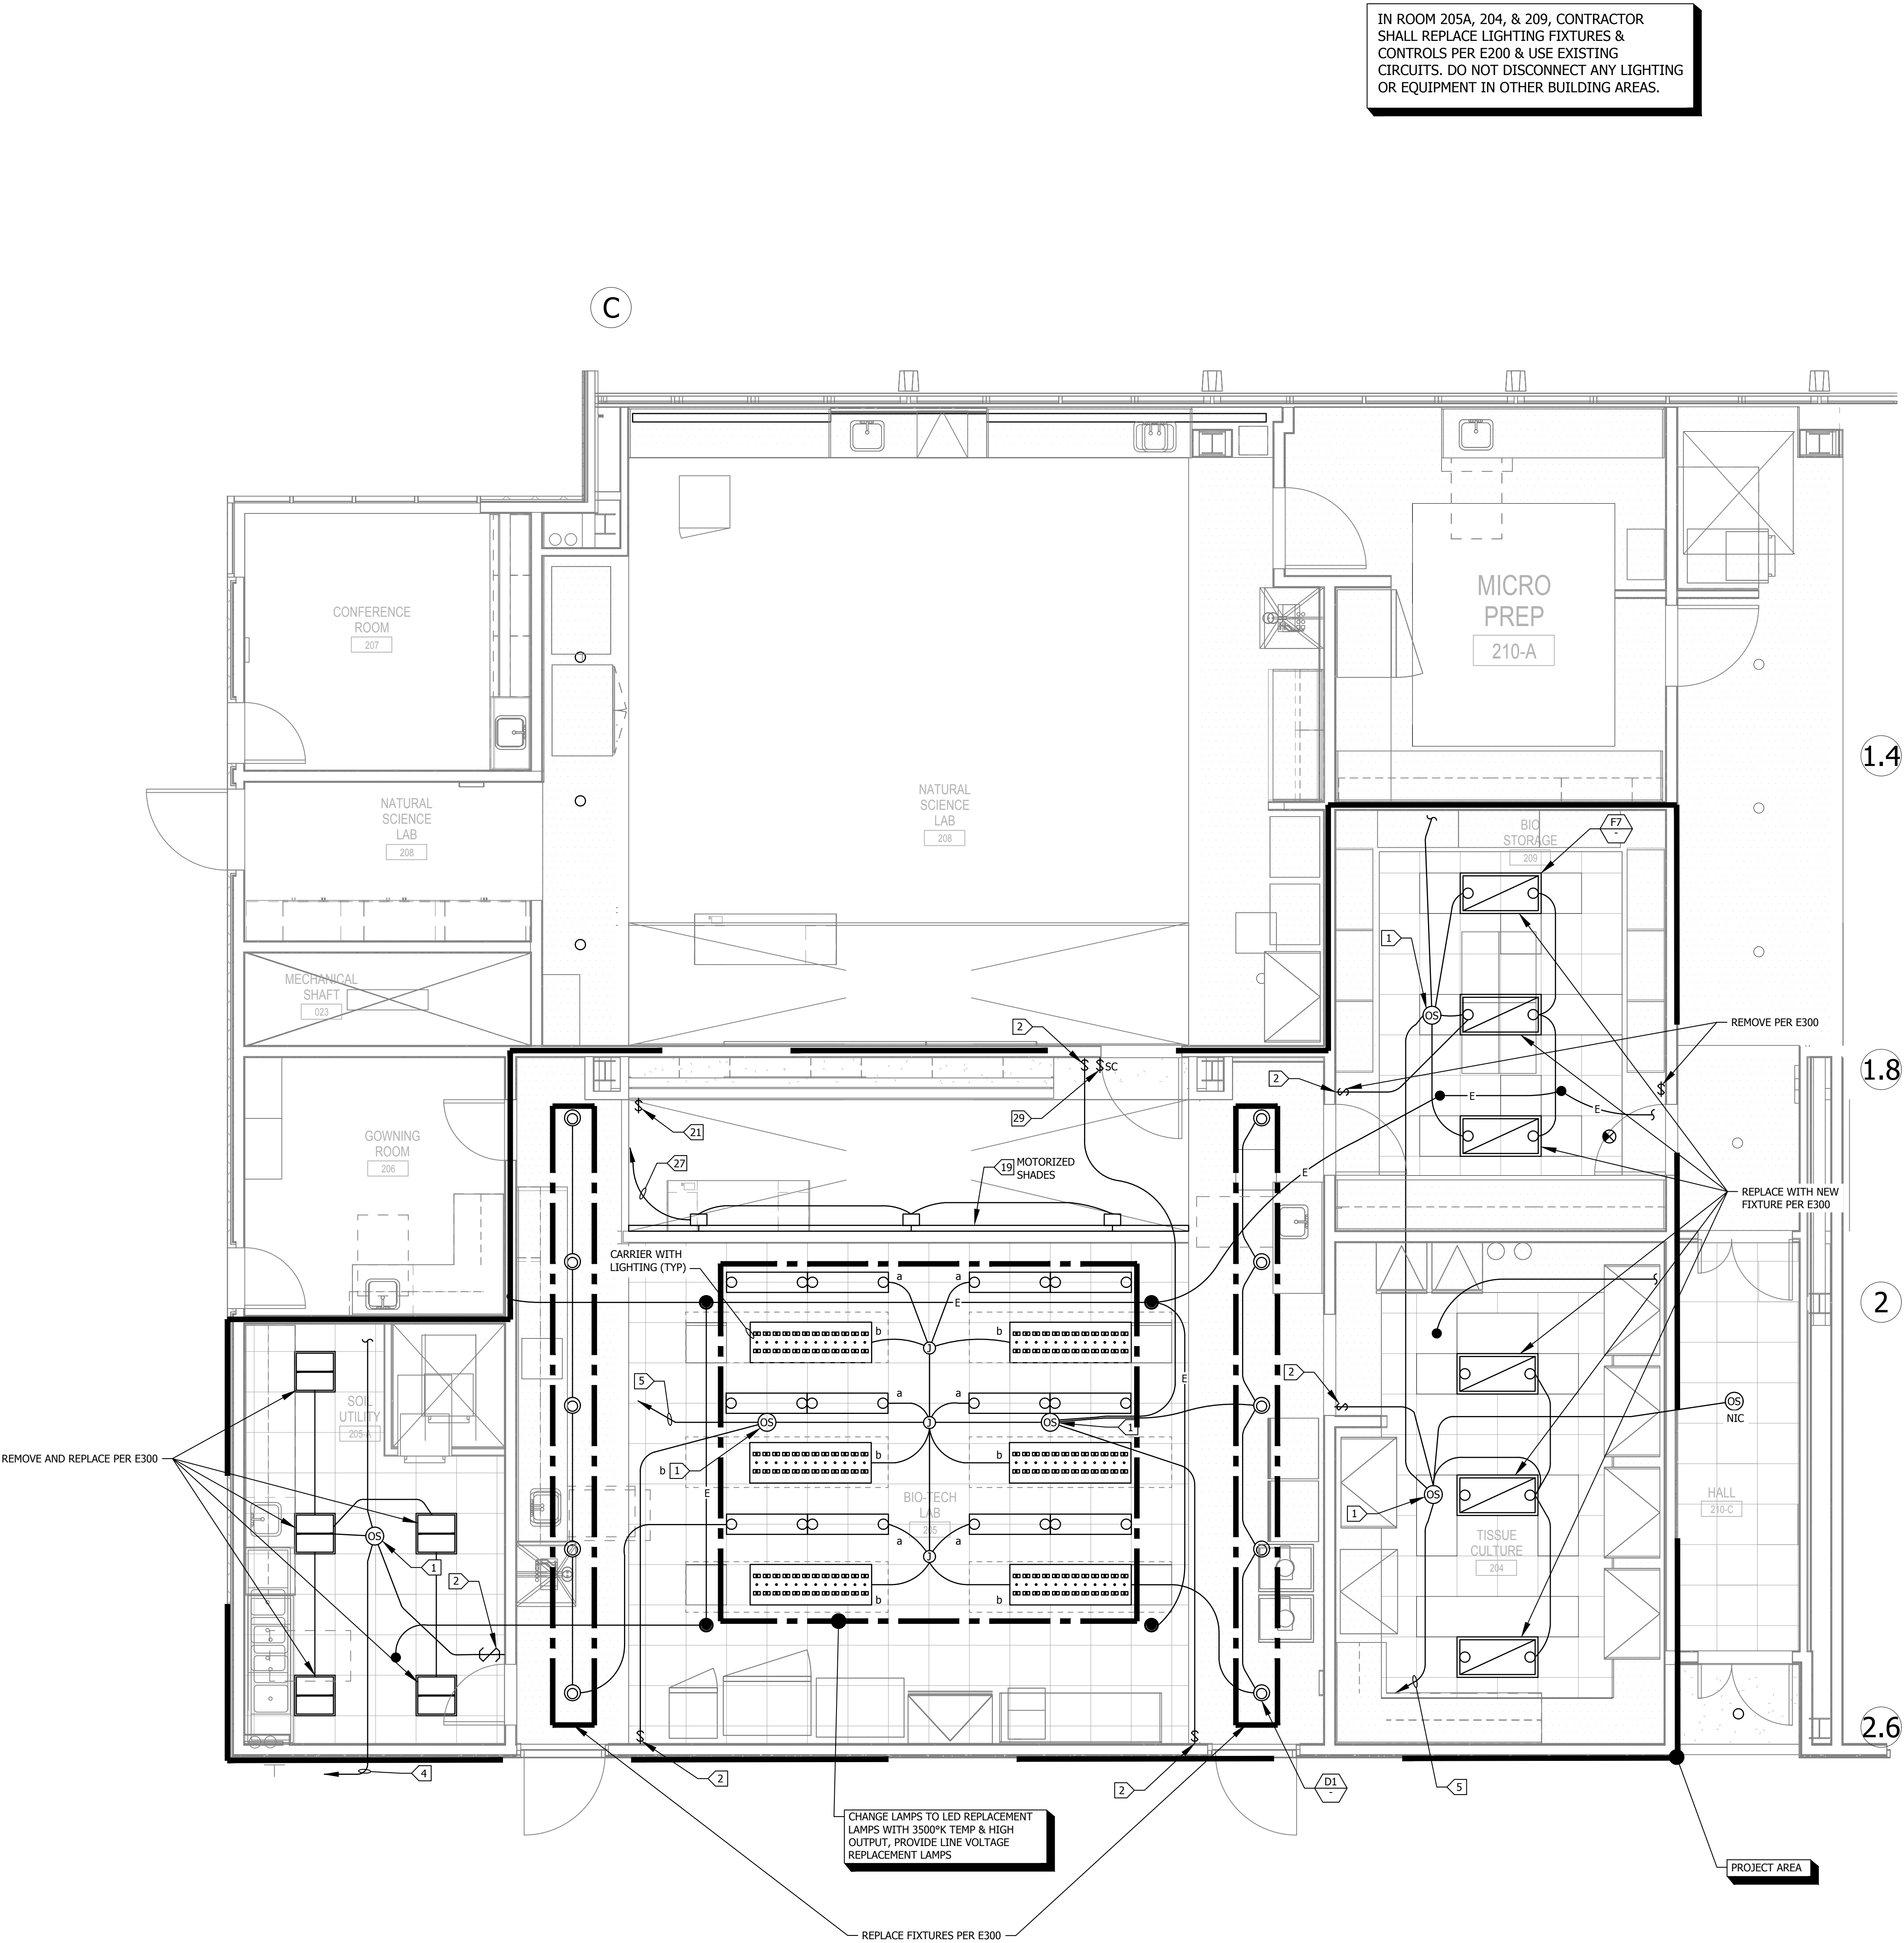 IN ROOM 205A, 204, & 209, CONTRACTOR
SHALL REPLACE LIGHTING FIXTURES &
CONTROLS PER E200 & USE EXISTING
CIRCUITS. DO NOT DISCONNECT ANY LIGHTING
OR EQUIPMENT IN OTHER BUILDING AREAS.
C
CONFERENCE
ROOM
207
MICRO
PREP
210-A
1.4
NATURAL
SCIENCE
LAB
208
NATURAL
SCIENCE
LAB
208
BIO
STORAGE
209
F7
-
1
OS
MECHANICAL
SHAFT
023
2
REMOVE PER E300
1.8
SC
2
29
21
E
E
GOWNING
ROOM
206
27
19
MOTORIZED
SHADES
E
REPLACE WITH NEW
FIXTURE PER E300
CARRIER WITH
LIGHTING (TYP)
a
a
E
2
b
b
J
5
E
2
SOIL
UTILITY
205-A
a
a
OS
J
OS
1
OS
NIC
REMOVE AND REPLACE PER E300
b
1
b
b
E
BIO-TECH
LAB
205
OS
1
HALL
210-C
OS
1
2
a
a
J
TISSUE
CULTURE
204
b
b
2.6
4
2
2
D1
-
5
CHANGE LAMPS TO LED REPLACEMENT
LAMPS WITH 3500°K TEMP & HIGH
OUTPUT, PROVIDE LINE VOLTAGE
REPLACEMENT LAMPS
PROJECT AREA
REPLACE FIXTURES PER E300